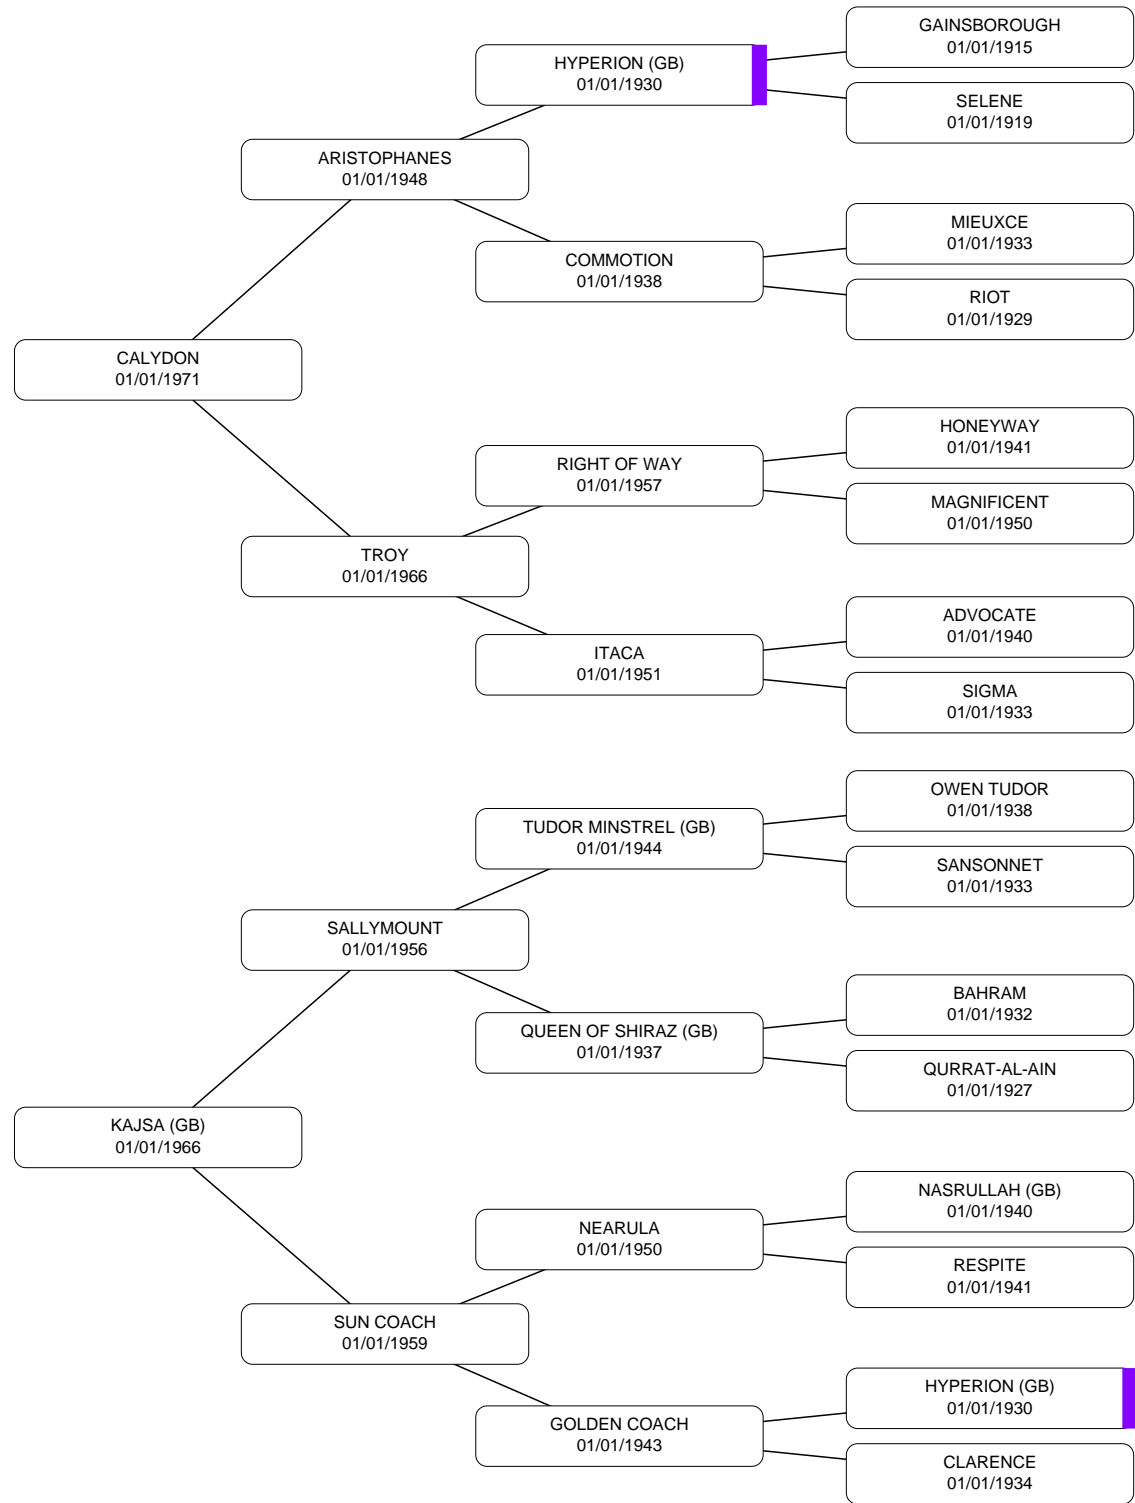 GAINSBOROUGH
01/01/1915
HYPERION (GB)
01/01/1930
SELENE
01/01/1919
ARISTOPHANES
01/01/1948
MIEUXCE
01/01/1933
COMMOTION
01/01/1938
RIOT
01/01/1929
CALYDON
01/01/1971
HONEYWAY
01/01/1941
RIGHT OF WAY
01/01/1957
MAGNIFICENT
01/01/1950
TROY
01/01/1966
ADVOCATE
01/01/1940
ITACA
01/01/1951
SIGMA
01/01/1933
OWEN TUDOR
01/01/1938
TUDOR MINSTREL (GB)
01/01/1944
SANSONNET
01/01/1933
SALLYMOUNT
01/01/1956
BAHRAM
01/01/1932
QUEEN OF SHIRAZ (GB)
01/01/1937
QURRAT-AL-AIN
01/01/1927
KAJSA (GB)
01/01/1966
NASRULLAH (GB)
01/01/1940
NEARULA
01/01/1950
RESPITE
01/01/1941
SUN COACH
01/01/1959
HYPERION (GB)
01/01/1930
GOLDEN COACH
01/01/1943
CLARENCE
01/01/1934